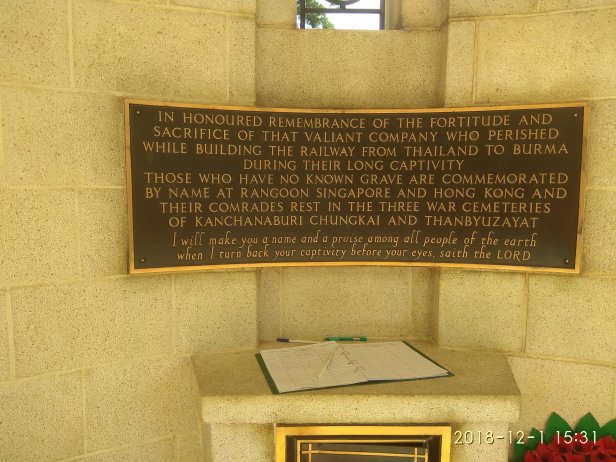 IN HONOURED REMEMBRANCE OF THE FORTITUDE AND
SACRIFICE OF THAT VALIANT COMPANY WHO PERISHED
WHILE BUILDING THE RAILWAY FROM THAILAND TO BURMA
DURING THEIR LONG CAPTIVITY
THOSE WHO HAVE NO KNOWN GRAVE ARE COMMEMORATED
BY NAME AT RANGOON SINGAPORE AND HONG KONG AND
THEIR COMRADES REST IN THE THREE WAR CEMETERIES
OF KANCHANABURI CHUNGKAI AND THANBYUZAYAT
I will make you a name and a praise among all people of the earth
when I turn back your captivity before your eyes, saith the LORD
2018-12-1 15:31